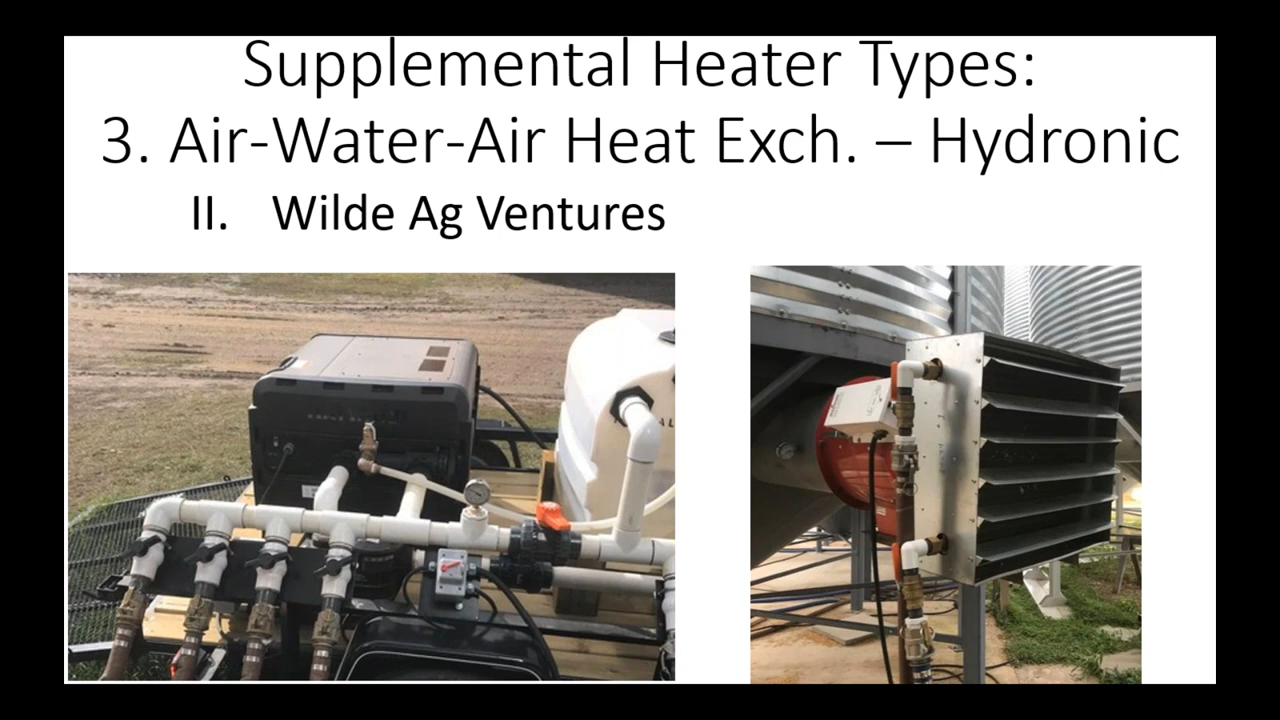 Supplemental Heater Types:
3. Air-Water-Air Heat Exch. – Hydronic
II. Wilde Ag Ventures